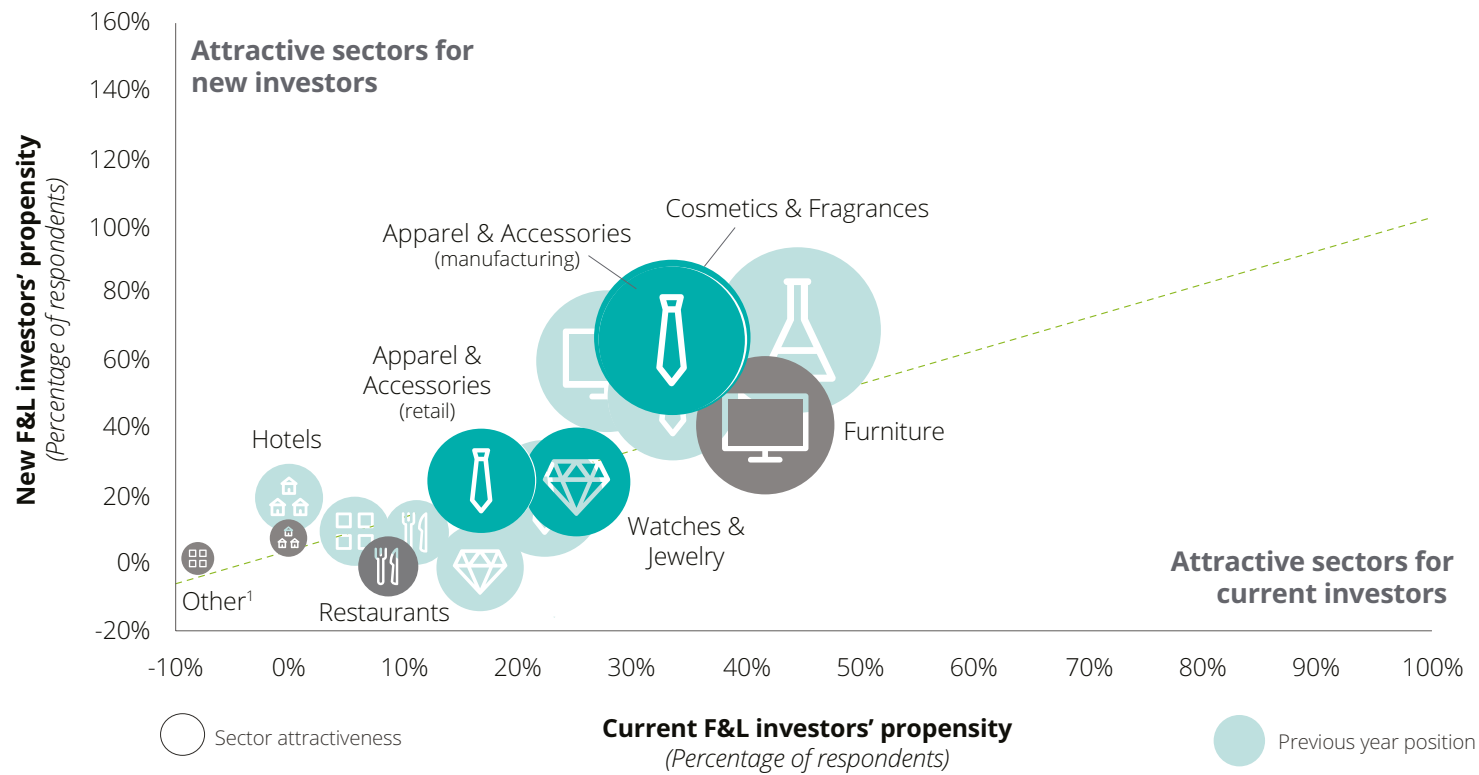 160%
140%
120%
100%
80%
60%
40%
20%
0%
-20%
New F&L investors’ propensity
(Percentage of respondents)
Attractive sectors for
new investors
Cosmetics & Fragrances
Apparel & Accessories
(manufacturing)
Apparel &
Accessories
(retail)
Hotels
Furniture
Watches &
Jewelry
Other¹
Restaurants
Attractive sectors for
current investors
-10%
0%
10%
20%
30%
40%
50%
60%
70%
80%
90%
100%
Sector attractiveness
Current F&L investors’ propensity
(Percentage of respondents)
Previous year position